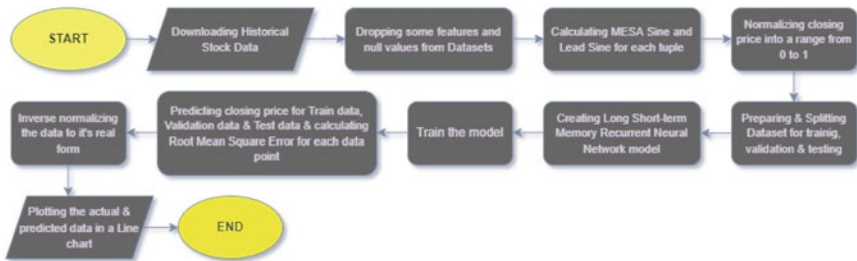 START
Downloading Historical
Stock Data
Dropping some features and
null values from Datasets
Calculating MESA Sine and
Lead Sine for each tuple
Normalizing closing
price into a range from
0 to 1
Preparing & Splitting
Dataset for trainig,
validation & testing
Creating Long Short-term
Memory Recurrent Neural
Network model
Train the model
Predicting closing price for Train data,
Validation data & Test data & calculating
Root Mean Square Error for each data
point
Inverse normalizing
the data to it's real
form
Plotting the actual &
predicted data in a Line
chart
END